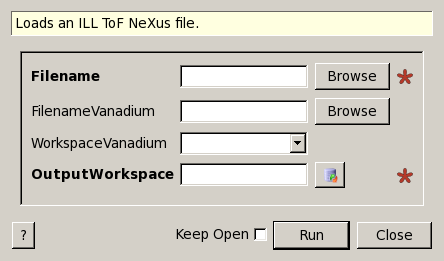 Loads an ILL ToF NeXus file.
Filename Browse *
FilenameVanadium Browse
WorkspaceVanadium
OutputWorkspace *
? Keep Open Run Close